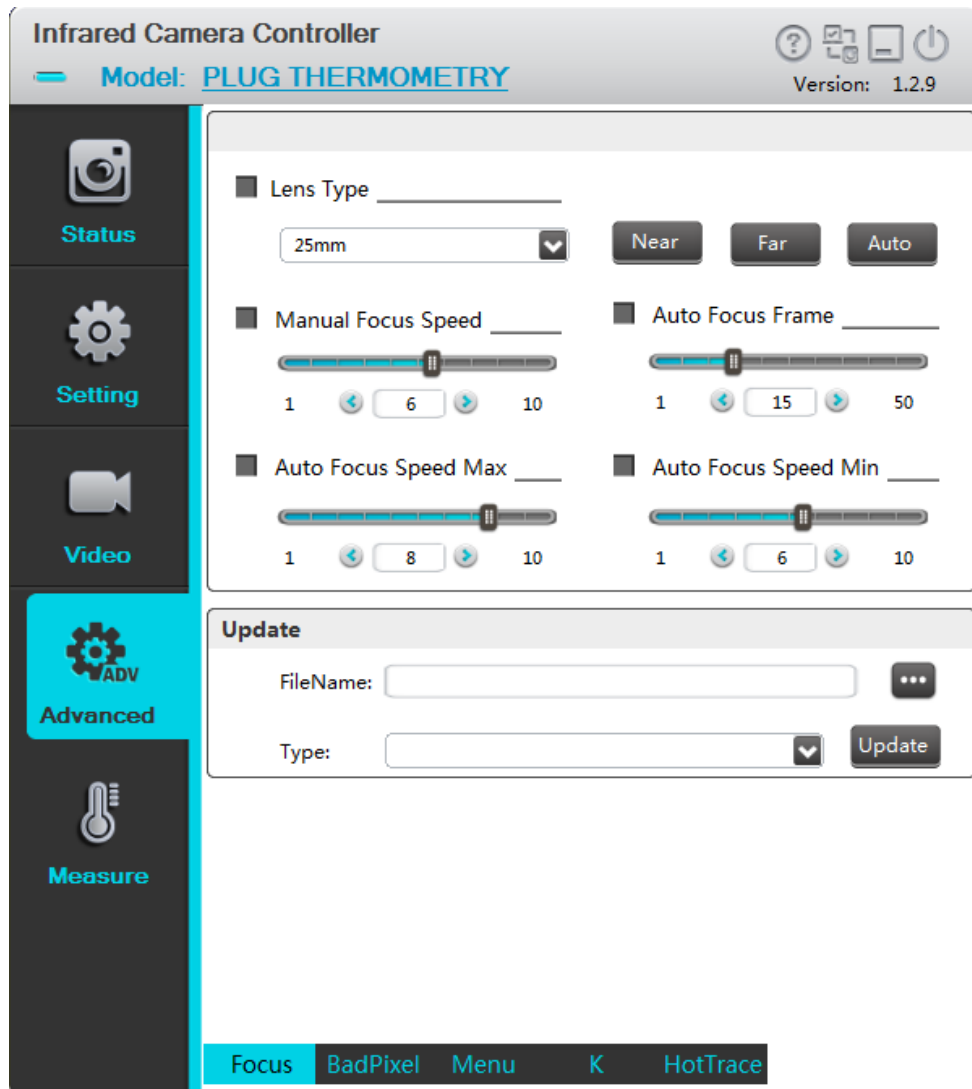 Infrared Camera Controller
Model: PLUG THERMOMETRY
Version: 1.2.9
Status
Setting
Video
ADV
Advanced
Measure
Lens Type
25mm
Near Far Auto
Manual Focus Speed
1 6 10
Auto Focus Frame
1 15 50
Auto Focus Speed Max
1 8 10
Auto Focus Speed Min
1 6 10
Update
FileName:
Type:
Update
Focus BadPixel Menu K HotTrace